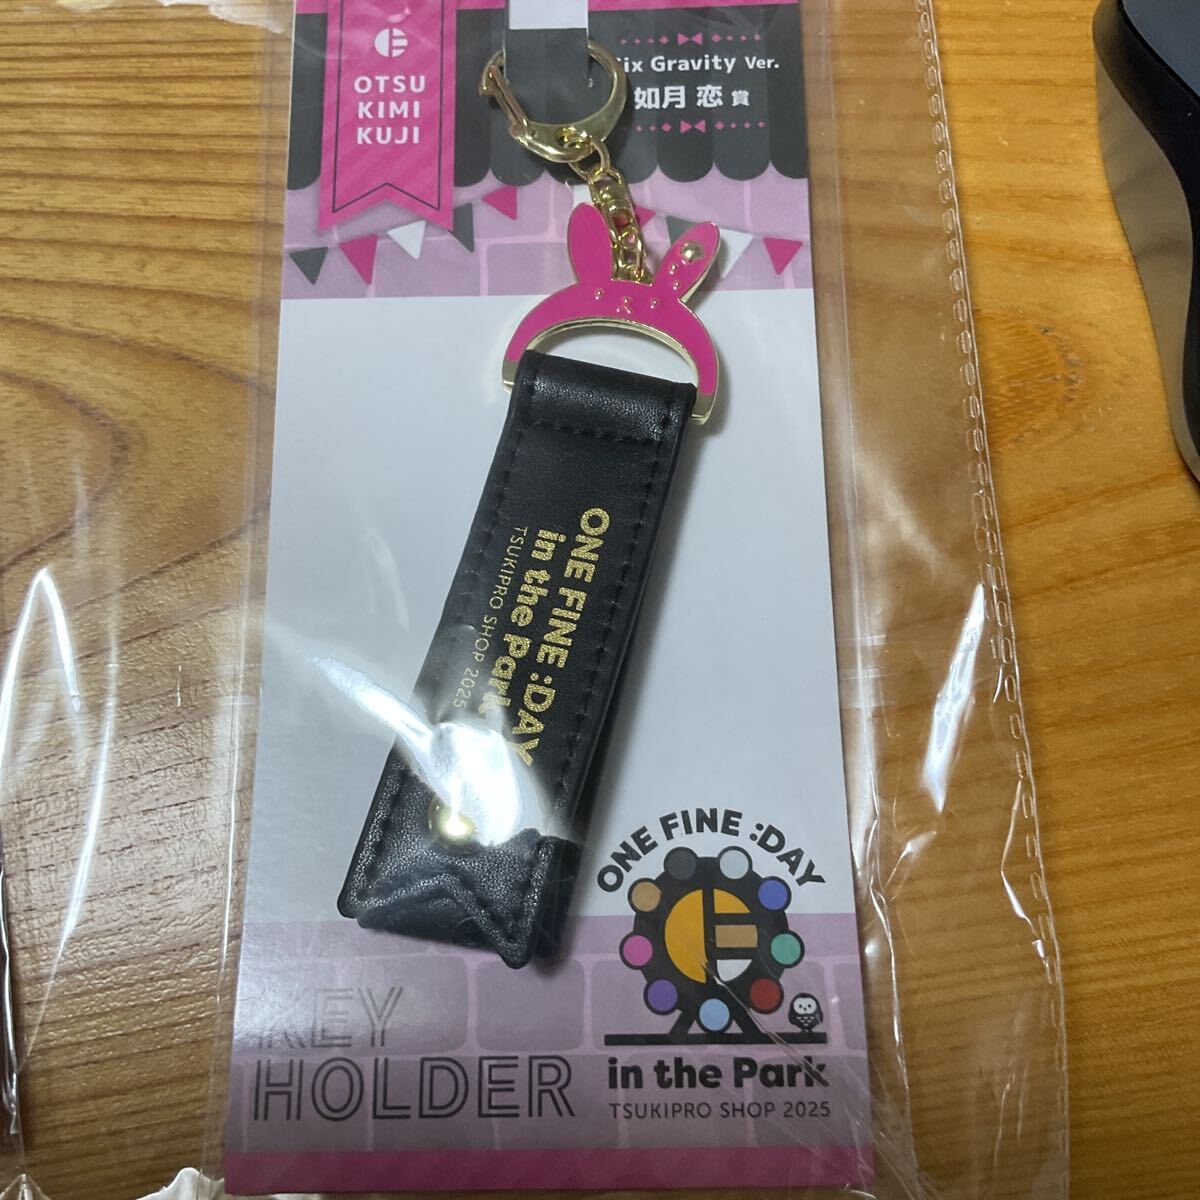 OTSU
KIMI
KUJI
Six Gravity Ver.
如月 恋 賞
ONE FINE :DAY
in the Park
TSUKIPRO SHOP 2025
ONE FINE :DAY
in the Park
TSUKIPRO SHOP 2025
KEY
HOLDER